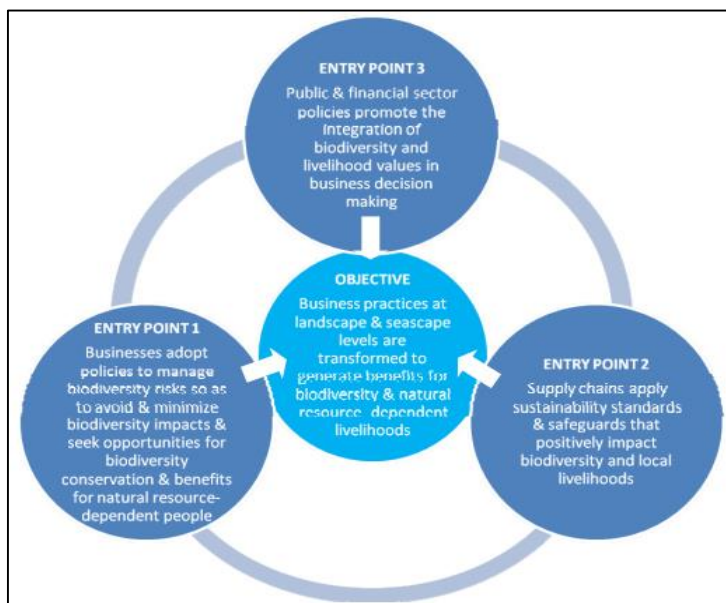 ENTRY POINT 3
Public & financial sector
policies promote the
integration of
biodiversity and
livelihood values in
business decision
making
OBJECTIVE
Business practices at
landscape & seascape
levels are
transformed to
generate benefits for
biodiversity & natural
resource-dependent
livelihoods
ENTRY POINT 1
Businesses adopt
policies to manage
biodiversity risks so as
to avoid & minimize
biodiversity impacts &
seek opportunities for
biodiversity
conservation & benefits
for natural resource-
dependent people
ENTRY POINT 2
Supply chains apply
sustainability standards
& safeguards that
positively impact
biodiversity and local
livelihoods